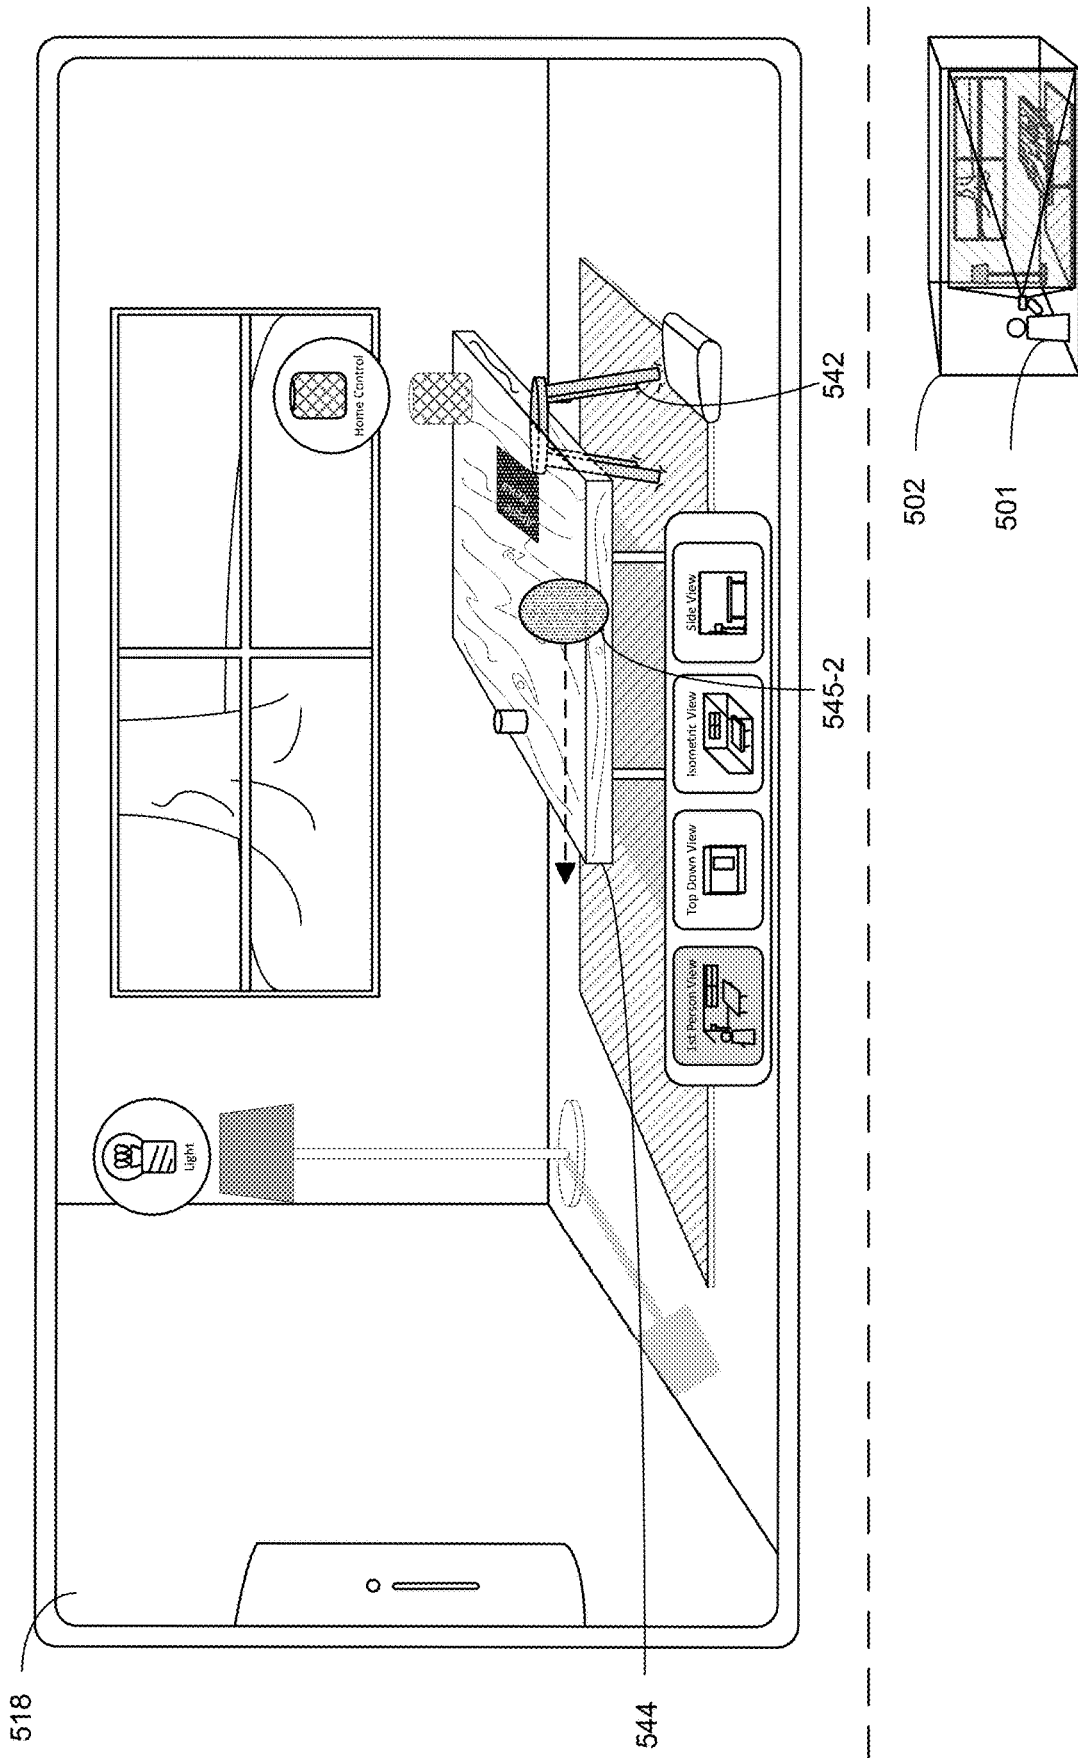 518
Light
Home Control
1st Person View
Top Down View
Isometric View
Side View
544
545-2
542
502
501